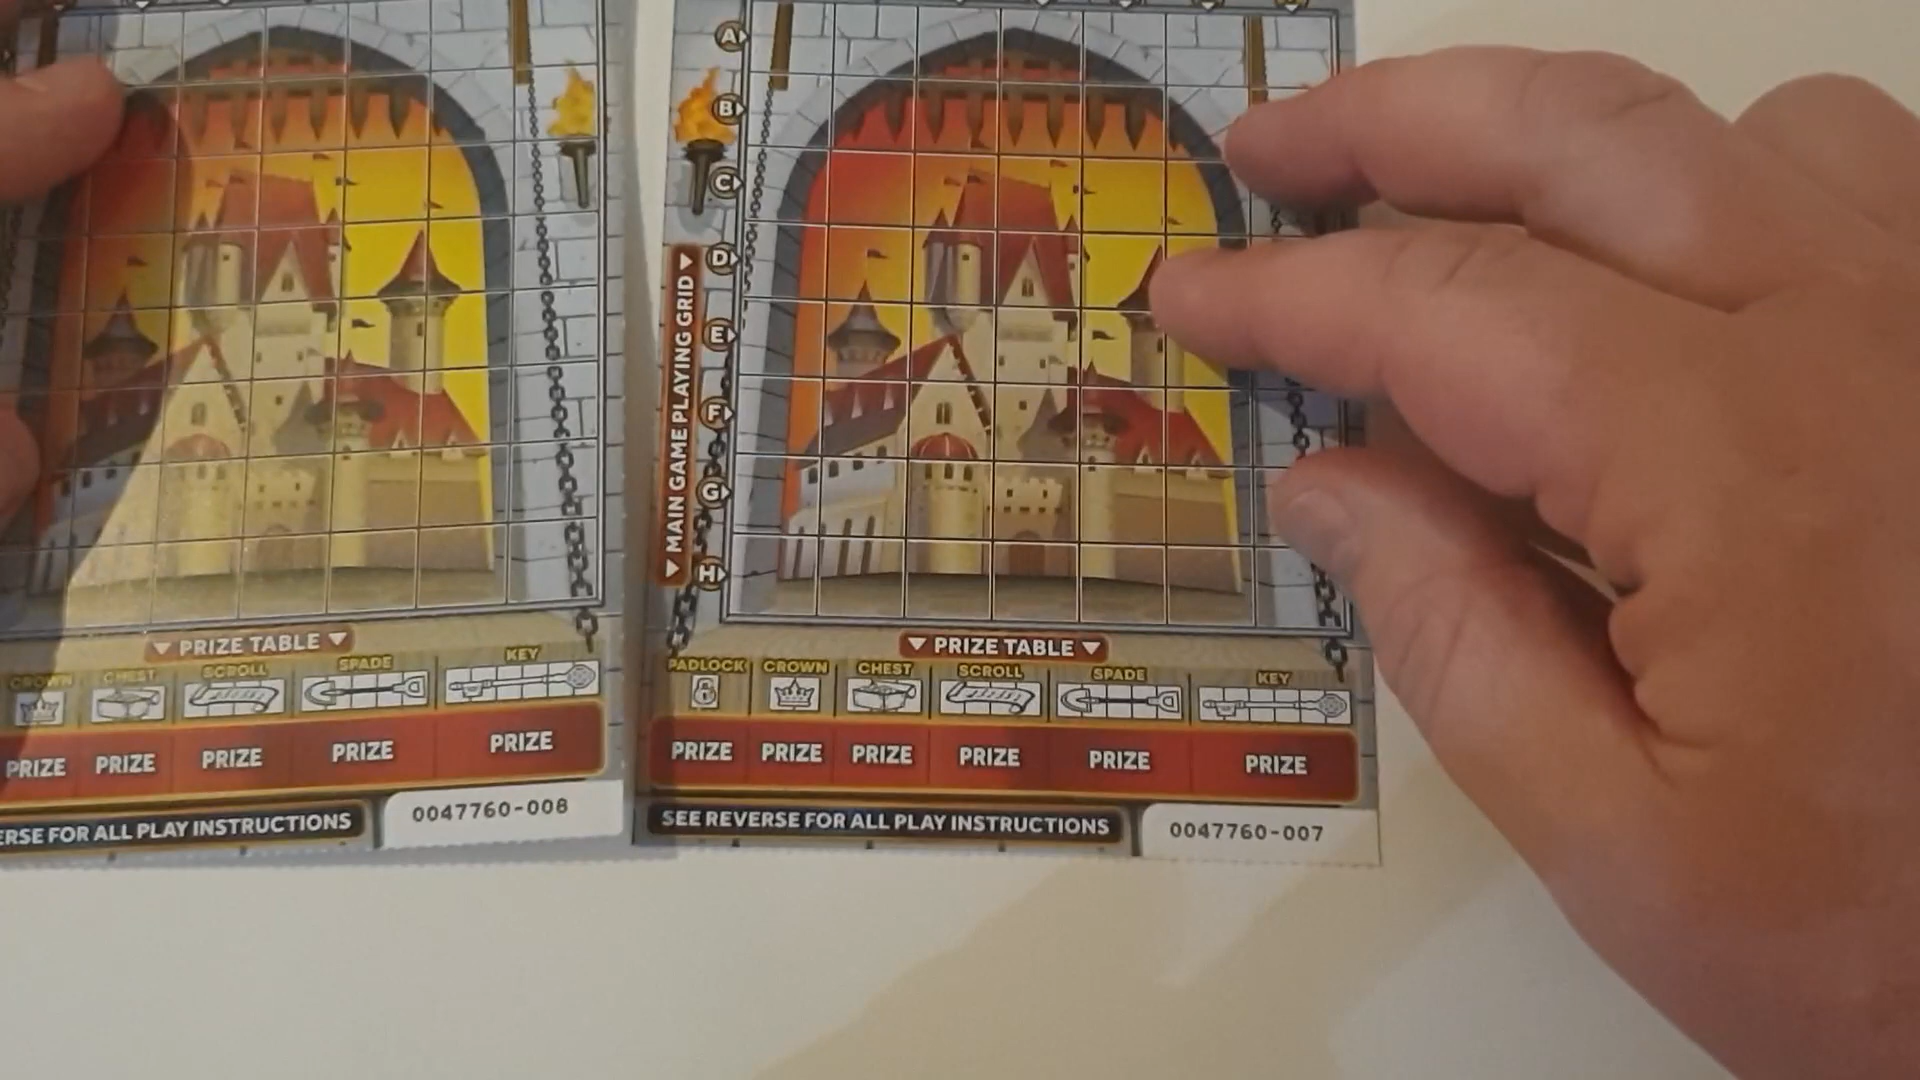 PRIZE TABLE
CROWN CHEST SCROLL SPADE KEY
PRIZE PRIZE PRIZE PRIZE PRIZE
ERSE FOR ALL PLAY INSTRUCTIONS
0047760-008
A
B
C
D
E
F
G
H
MAIN GAME PLAYING GRID
PRIZE TABLE
PADLOCK CROWN CHEST SCROLL SPADE KEY
PRIZE PRIZE PRIZE PRIZE PRIZE PRIZE
SEE REVERSE FOR ALL PLAY INSTRUCTIONS
0047760-007